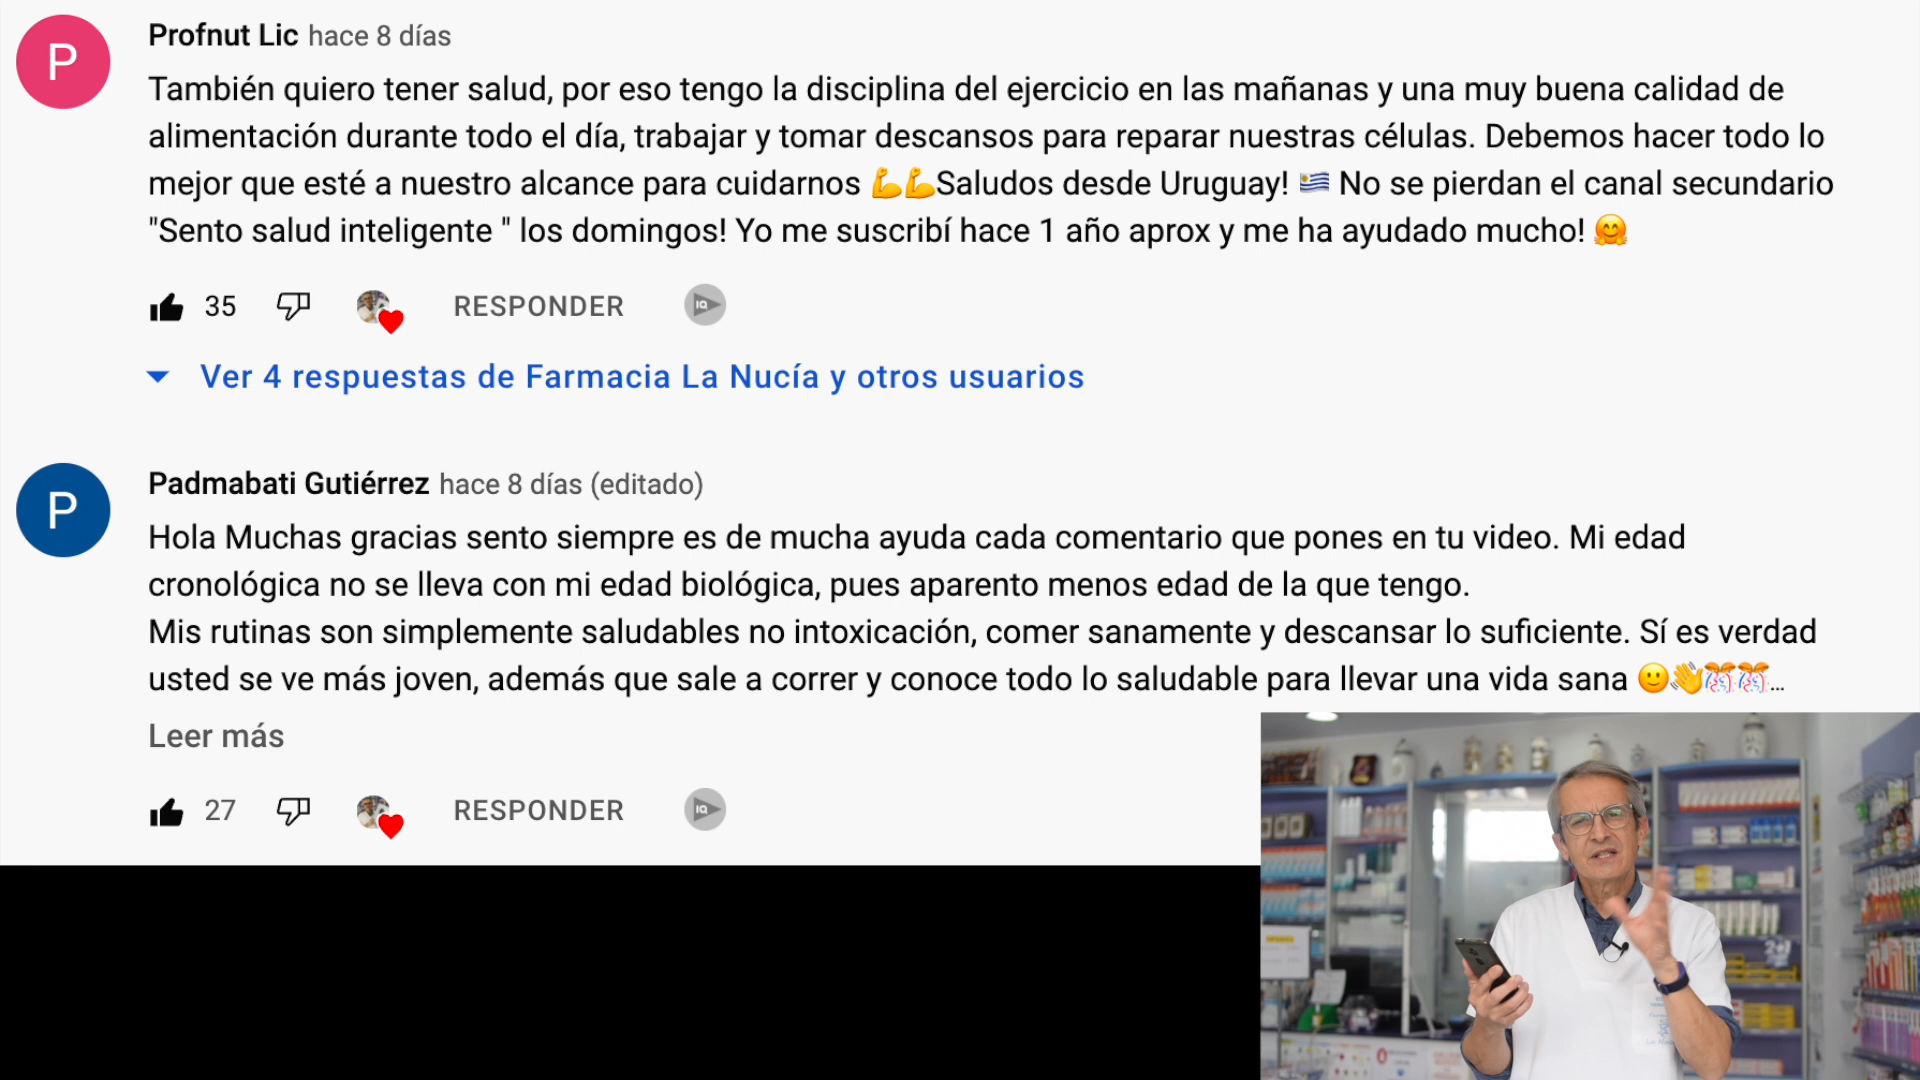 P
Profnut Lic hace 8 días
También quiero tener salud, por eso tengo la disciplina del ejercicio en las mañanas y una muy buena calidad de
alimentación durante todo el día, trabajar y tomar descansos para reparar nuestras células. Debemos hacer todo lo
mejor que esté a nuestro alcance para cuidarnos 💪💪Saludos desde Uruguay! 🇺🇾 No se pierdan el canal secundario
"Sento salud inteligente " los domingos! Yo me suscribí hace 1 año aprox y me ha ayudado mucho! 🤗
35 RESPONDER IQ
Ver 4 respuestas de Farmacia La Nucía y otros usuarios
P
Padmabati Gutiérrez hace 8 días (editado)
Hola Muchas gracias sento siempre es de mucha ayuda cada comentario que pones en tu video. Mi edad
cronológica no se lleva con mi edad biológica, pues aparento menos edad de la que tengo.
Mis rutinas son simplemente saludables no intoxicación, comer sanamente y descansar lo suficiente. Sí es verdad
usted se ve más joven, además que sale a correr y conoce todo lo saludable para llevar una vida sana 🙂👋🎊🎊...
Leer más
27 RESPONDER IQ
2+1